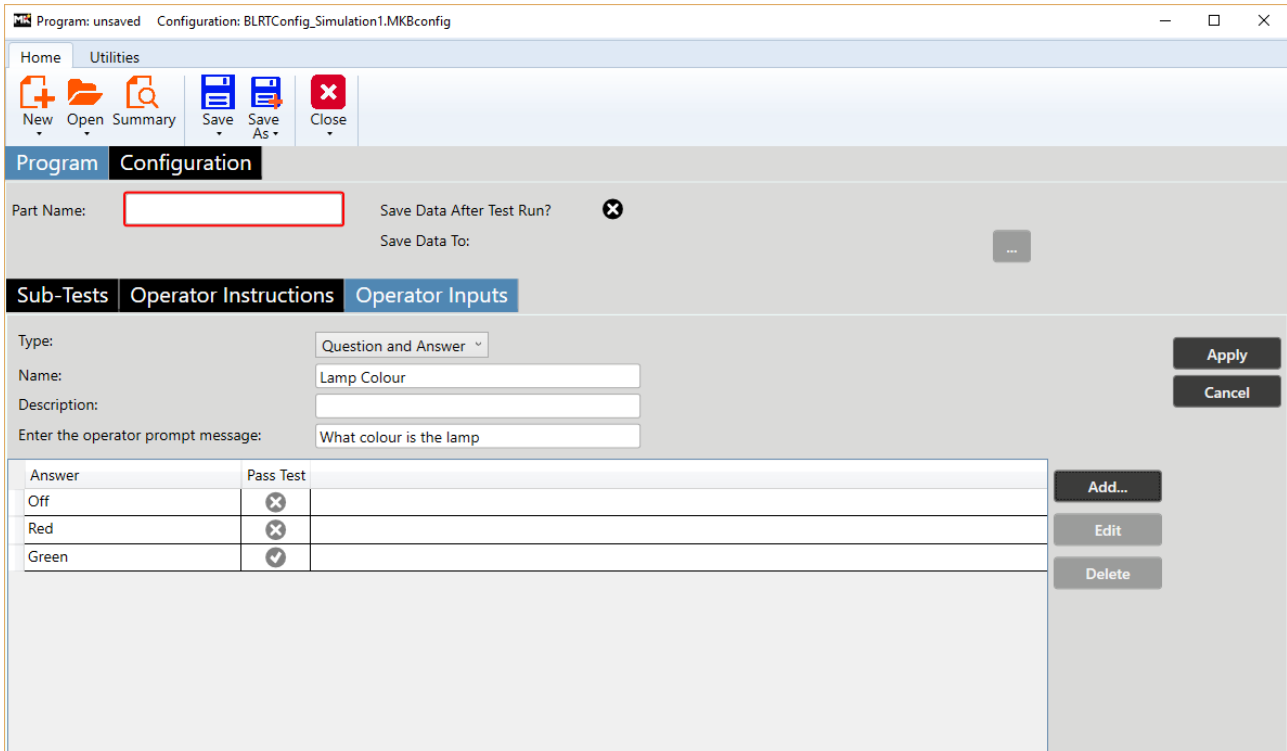 MK Program: unsaved Configuration: BLRTConfig_Simulation1.MKBconfig
Home Utilities
New Open Summary Save Save As Close
Program Configuration
Part Name: Save Data After Test Run?
Save Data To: ...
Sub-Tests Operator Instructions Operator Inputs
Type: Question and Answer
Apply
Name: Lamp Colour
Cancel
Description:
Enter the operator prompt message: What colour is the lamp
Answer Pass Test
Add...
Off
Red
Edit
Green
Delete